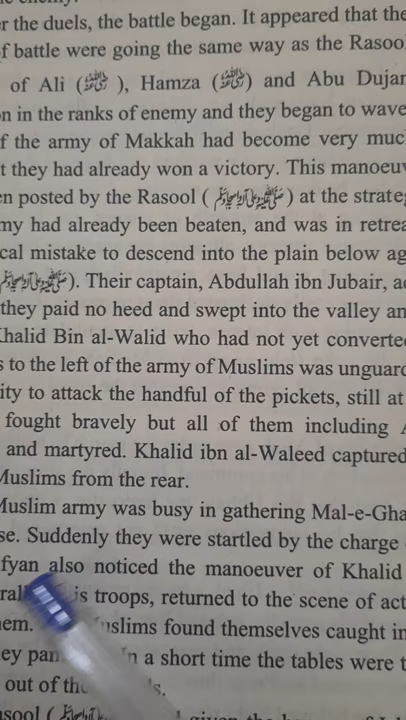 r the duels, the battle began. It appeared that the
f battle were going the same way as the Rasoo
of Ali (), Hamza () and Abu Dujar
n in the ranks of enemy and they began to wave
f the army of Makkah had become very muc
t they had already won a victory. This manoeuv
en posted by the Rasool () at the strateg
my had already been beaten, and was in retrea
cal mistake to descend into the plain below ag
). Their captain, Abdullah ibn Jubair, ad
they paid no heed and swept into the valley an
Khalid Bin al-Walid who had not yet converte
s to the left of the army of Muslims was unguard
ity to attack the handful of the pickets, still at
fought bravely but all of them including A
and martyred. Khalid ibn al-Waleed captured
Muslims from the rear.
Muslim army was busy in gathering Mal-e-Gha
se. Suddenly they were startled by the charge
fyan also noticed the manoeuver of Khalid
ral is troops, returned to the scene of act
em. uslims found themselves caught in
ey pan n a short time the tables were t
out of th s.
asool (